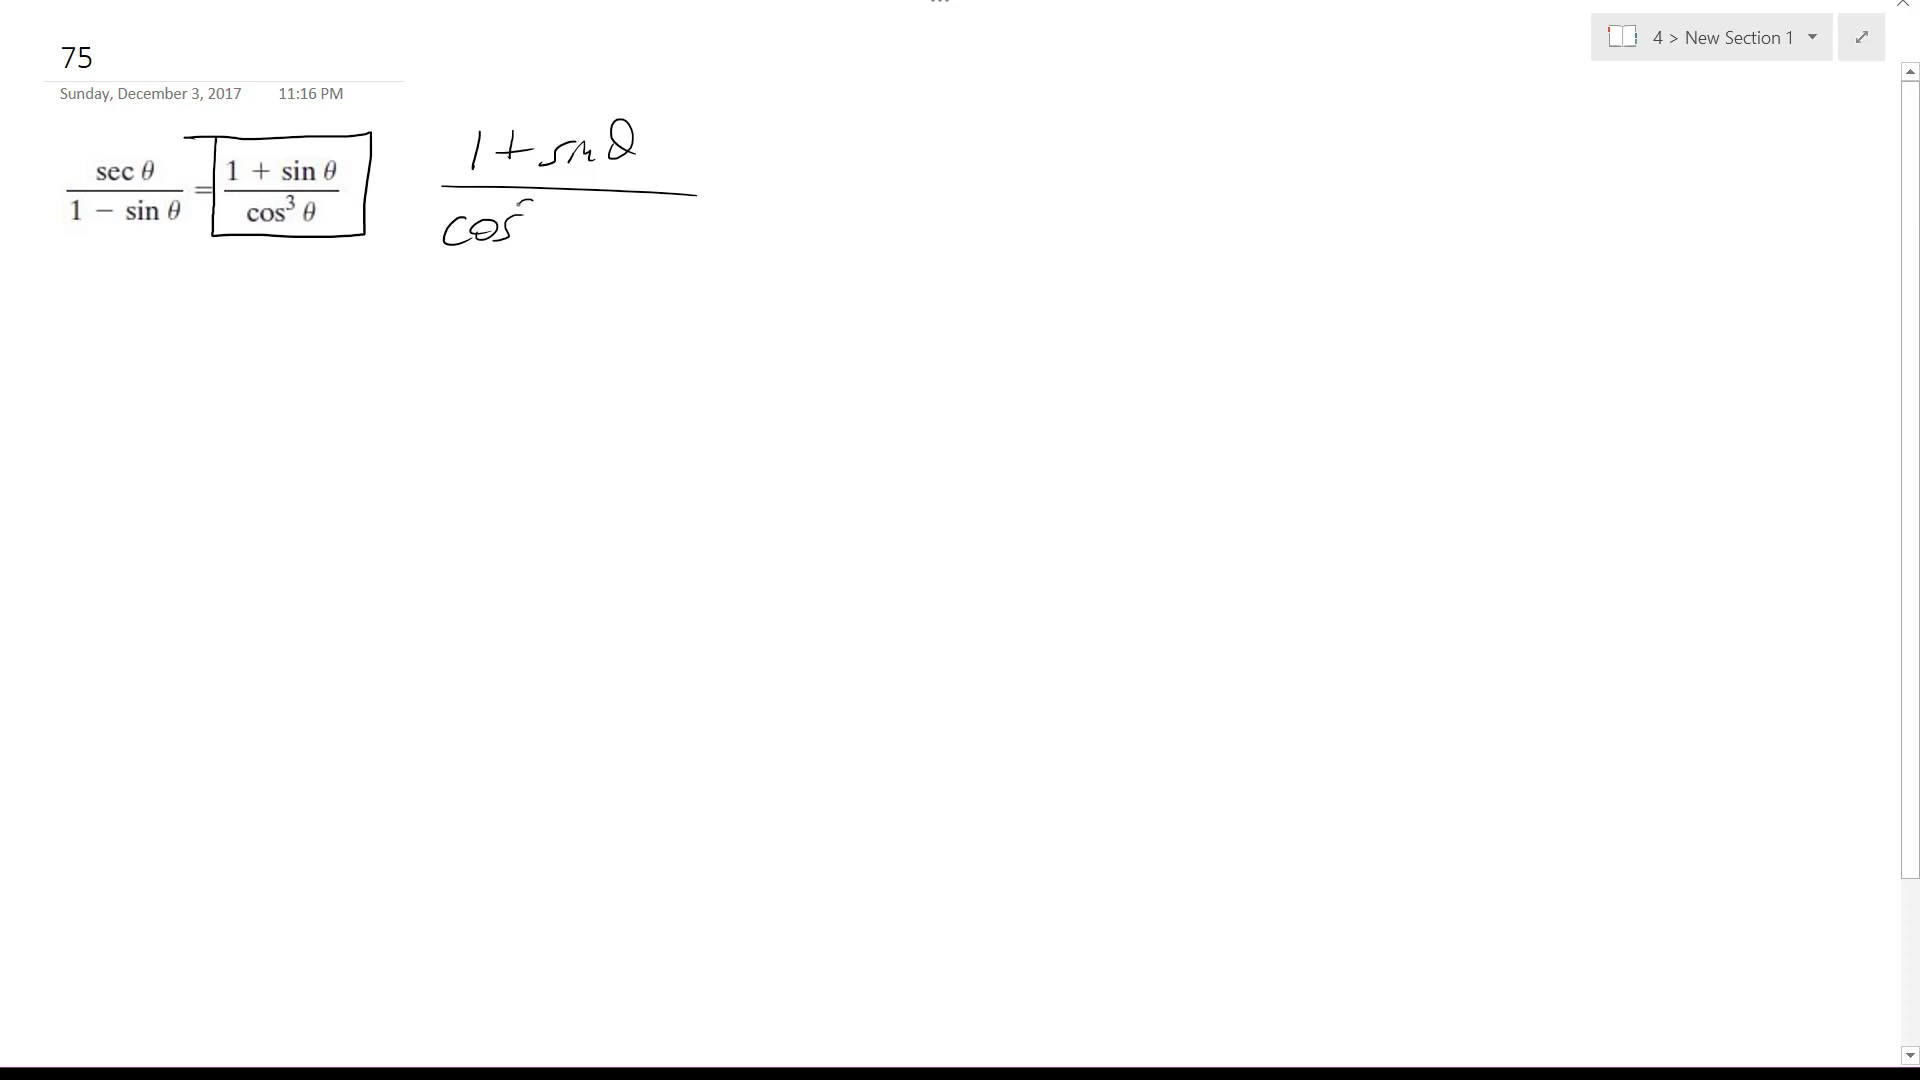 4 > New Section 1
75
Sunday, December 3, 2017 11:16 PM
sec θ / 1 − sin θ = 1 + sin θ / cos³ θ
1 + sin θ
cos